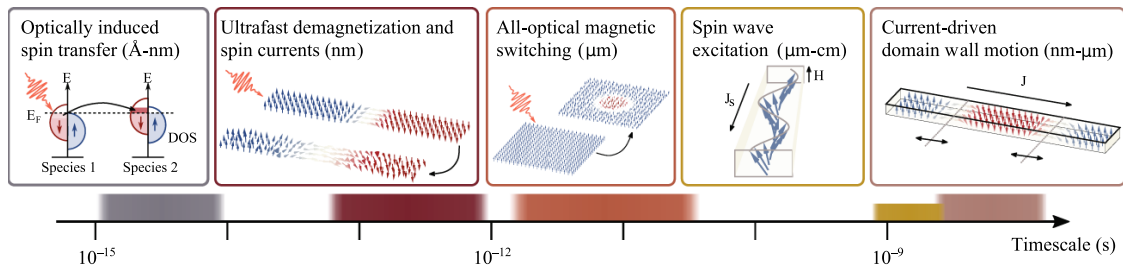 Optically induced
spin transfer (Å-nm)
E
E
E_F
DOS
Species 1
Species 2
Ultrafast demagnetization and
spin currents (nm)
All-optical magnetic
switching (μm)
Spin wave
excitation (μm-cm)
H
J_S
Current-driven
domain wall motion (nm-μm)
J
10⁻¹⁵
10⁻¹²
10⁻⁹
Timescale (s)